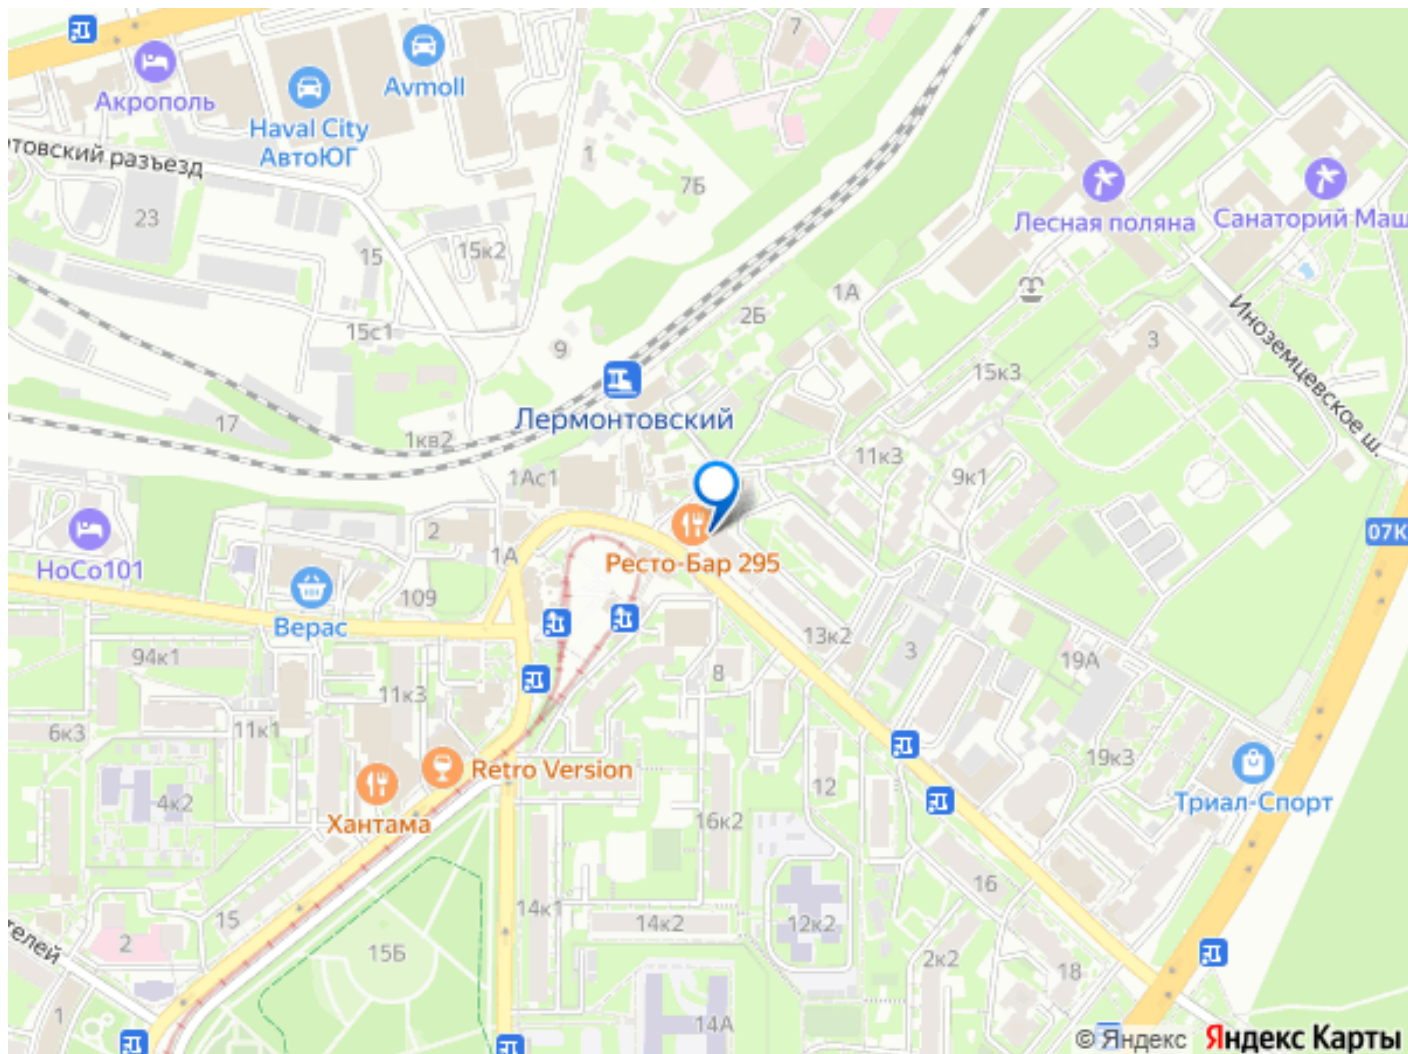 7
Акрополь
Avmoll
Haval City
АвтоЮГ
товский разъезд
1
7Б
Лесная поляна
Санаторий Маш
23
15
15к2
15с1
9
2Б
1А
3
Иноземцевское ш.
15к3
Лермонтовский
17
1кв2
1Ас1
11к3
9к1
2
1А
07К
НоСо101
Ресто-Бар 295
Верас
109
94к1
13к2
3
19А
8
11к3
11к1
6к3
Retro Version
12
19к3
4к2
Триал-Спорт
Хантама
16к2
16
15
14к1
14к2
12к2
2
телей
15Б
2к2
18
1
14А
© Яндекс Яндекс Карты